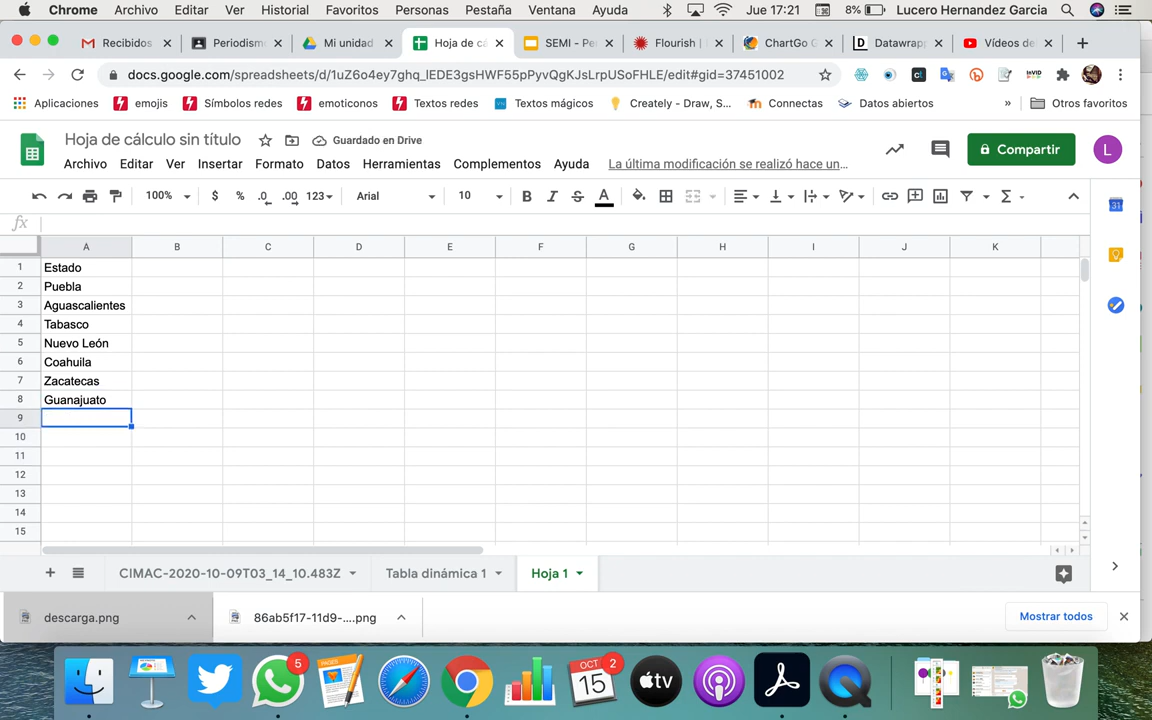 Chrome Archivo Editar Ver Historial Favoritos Personas Pestaña Ventana Ayuda Jue 17:21 8% Lucero Hernandez Garcia
Recibidos Periodism Mi unidad Hoja de cá SEMI - Pe Flourish | ChartGo G Datawrapp Vídeos de
docs.google.com/spreadsheets/d/1uZ6o4ey7ghq_lEDE3gsHWF55pPyvQgKJsLrpUSoFHLE/edit#gid=37451002
Aplicaciones emojis Símbolos redes emoticonos Textos redes Textos mágicos Creately - Draw, S... Connectas Datos abiertos » Otros favoritos
Hoja de cálculo sin título Guardado en Drive
Archivo Editar Ver Insertar Formato Datos Herramientas Complementos Ayuda La última modificación se realizó hace un...
Compartir L
100% $ % .0 .00 123 Arial 10 B I S A
fx
A B C D E F G H I J K
1 Estado
2 Puebla
3 Aguascalientes
4 Tabasco
5 Nuevo León
6 Coahuila
7 Zacatecas
8 Guanajuato
9
10
11
12
13
14
15
CIMAC-2020-10-09T03_14_10.483Z Tabla dinámica 1 Hoja 1
descarga.png 86ab5f17-11d9-....png Mostrar todos
5 PAGES OCT 15 2 tv